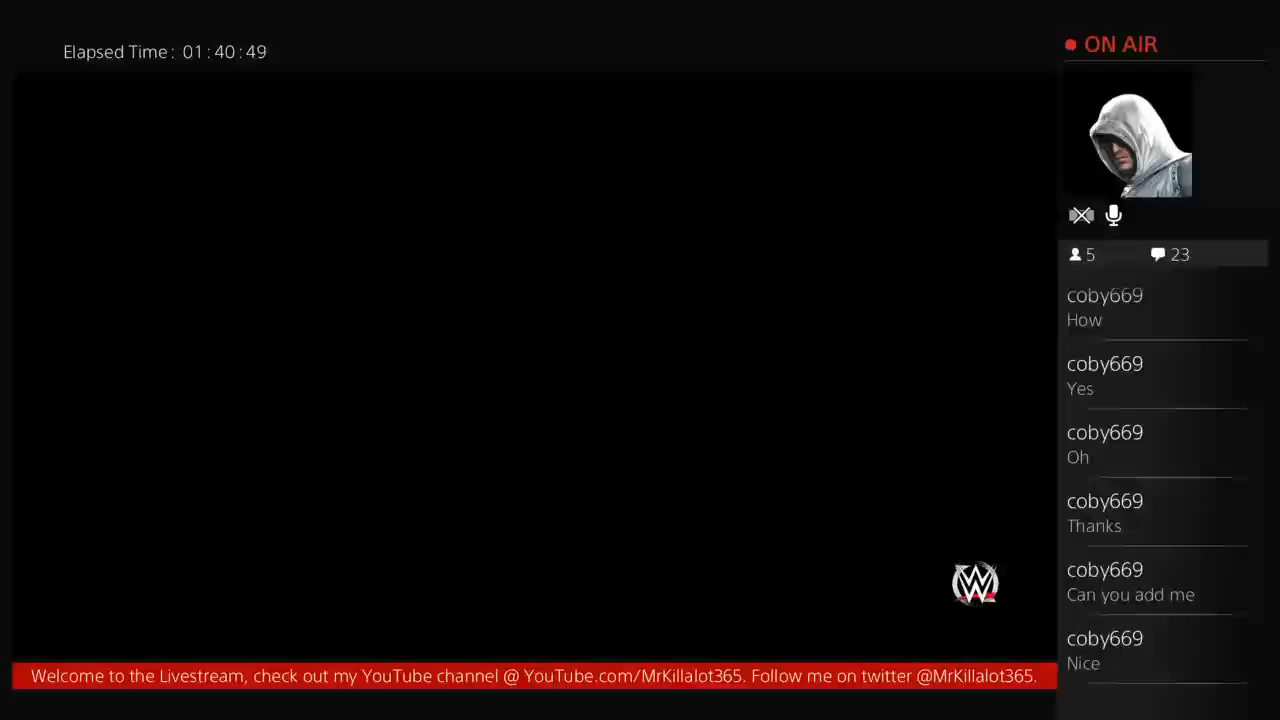 Elapsed Time: 01:40:49
ON AIR
5 23
coby669
How
coby669
Yes
coby669
Oh
coby669
Thanks
coby669
Can you add me
coby669
Nice
W
Welcome to the Livestream, check out my YouTube channel @ YouTube.com/MrKillalot365. Follow me on twitter @MrKillalot365.